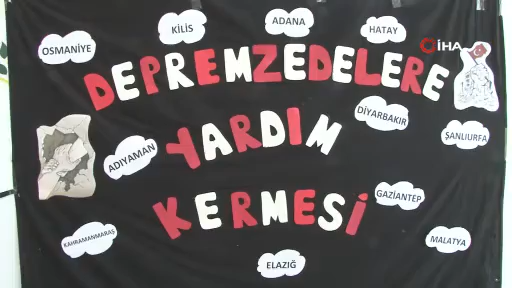 KİLİS
ADANA
HATAY
OSMANİYE
İHA
DEPREMZEDELERE
DİYARBAKIR
ŞANLIURFA
YARDIM
ADIYAMAN
GAZİANTEP
KERMESİ
KAHRAMANMARAŞ
MALATYA
ELAZIĞ